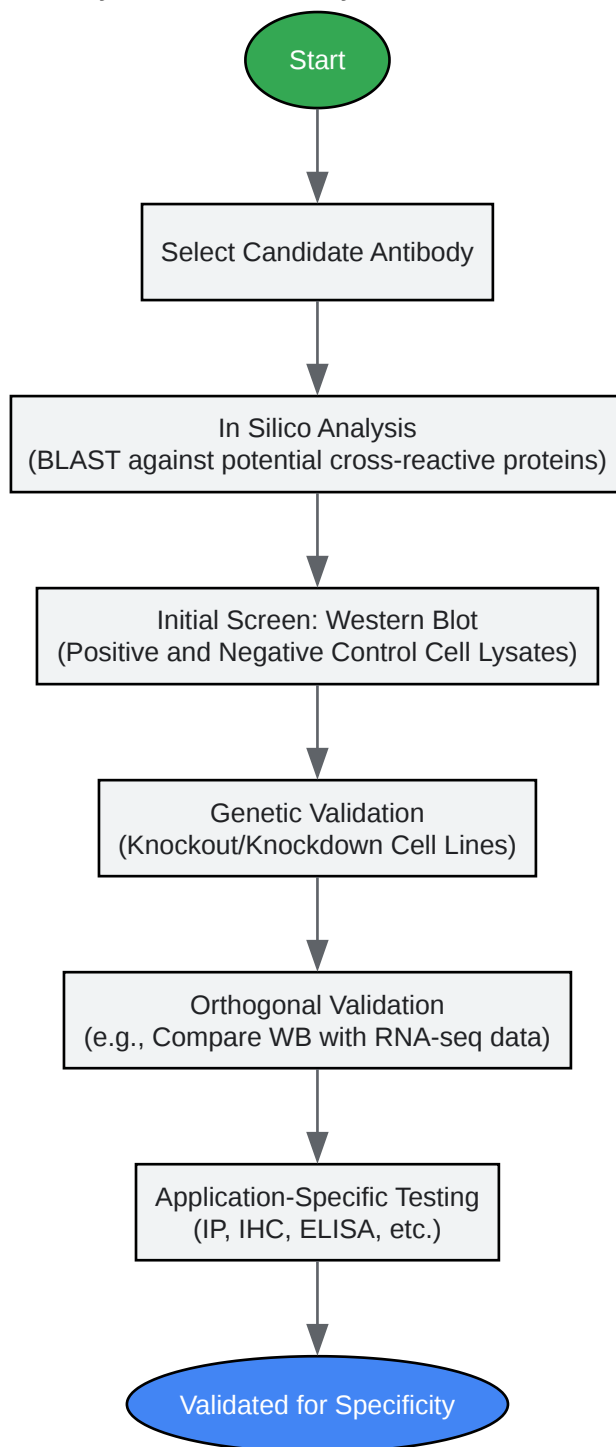 Start
Select Candidate Antibody
In Silico Analysis
(BLAST against potential cross-reactive proteins)
Initial Screen: Western Blot
(Positive and Negative Control Cell Lysates)
Genetic Validation
(Knockout/Knockdown Cell Lines)
Orthogonal Validation
(e.g., Compare WB with RNA-seq data)
Application-Specific Testing
(IP, IHC, ELISA, etc.)
Validated for Specificity